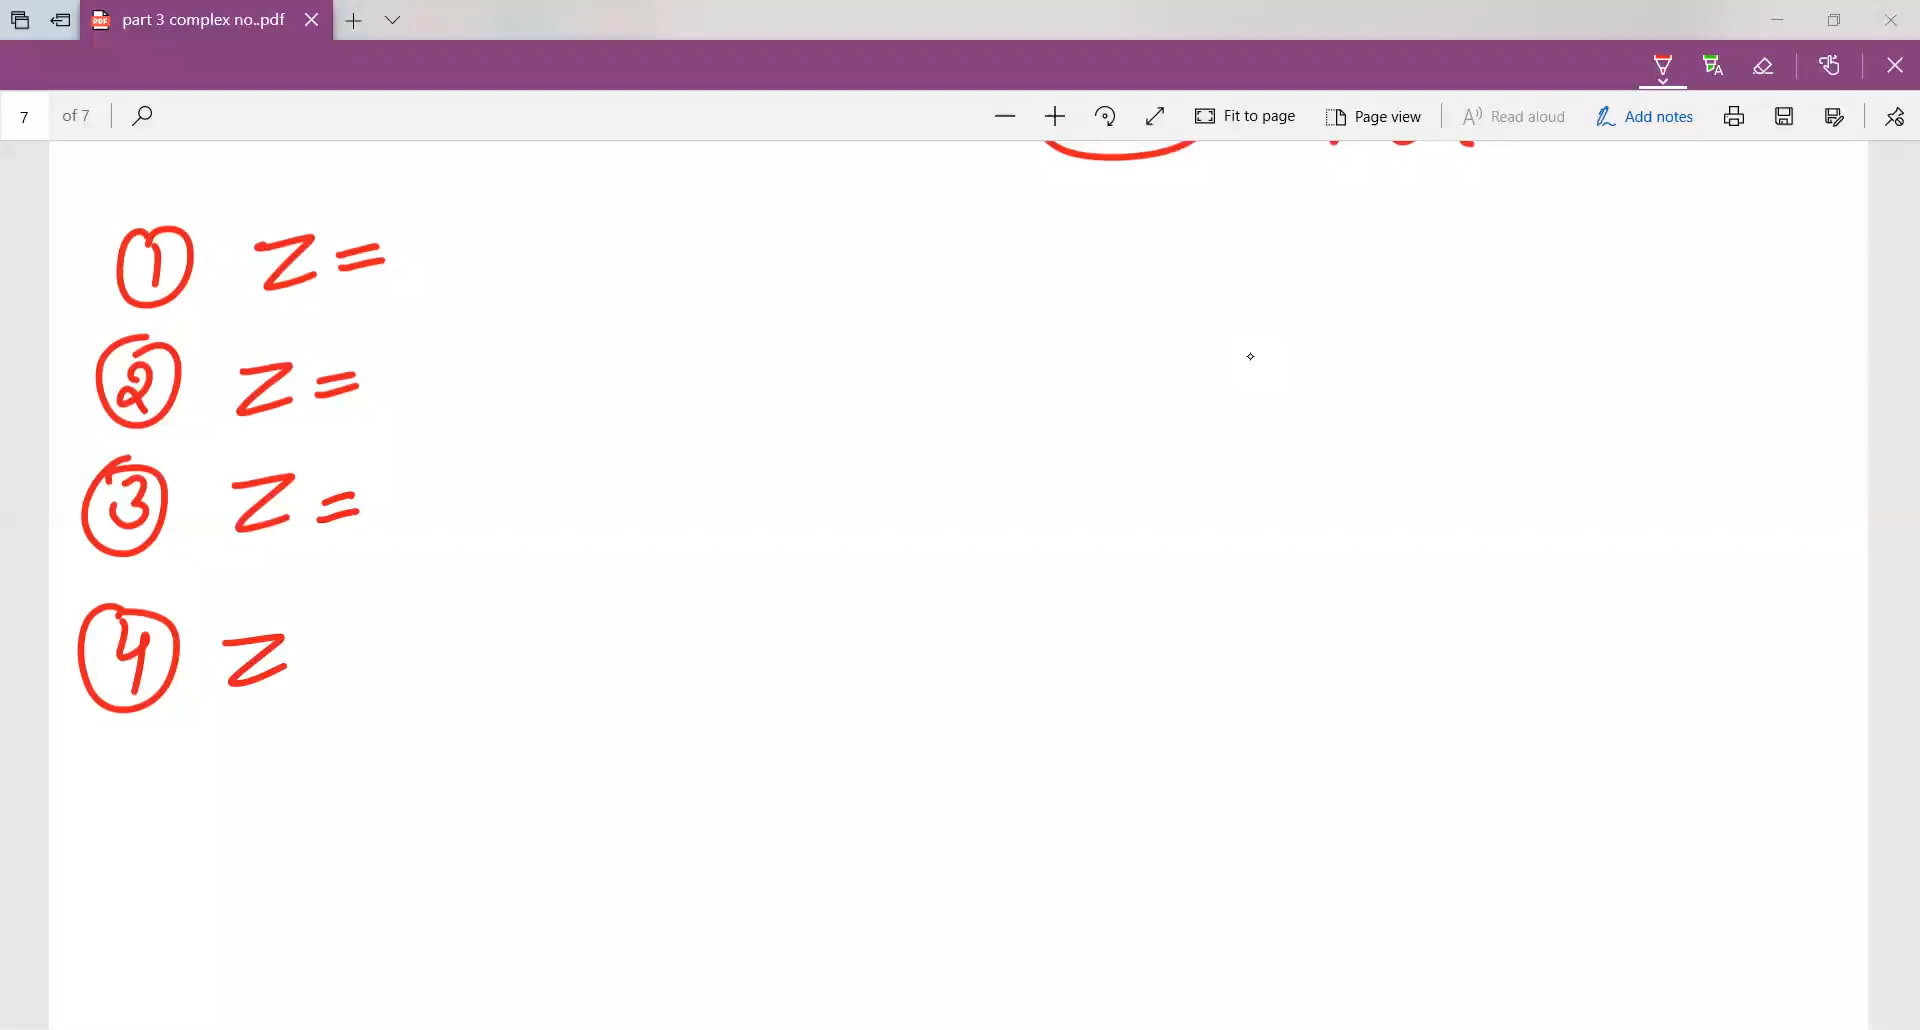 part 3 complex no..pdf
7 of 7
Fit to page
Page view
Read aloud
Add notes
① Z =
② Z =
③ Z =
④ Z